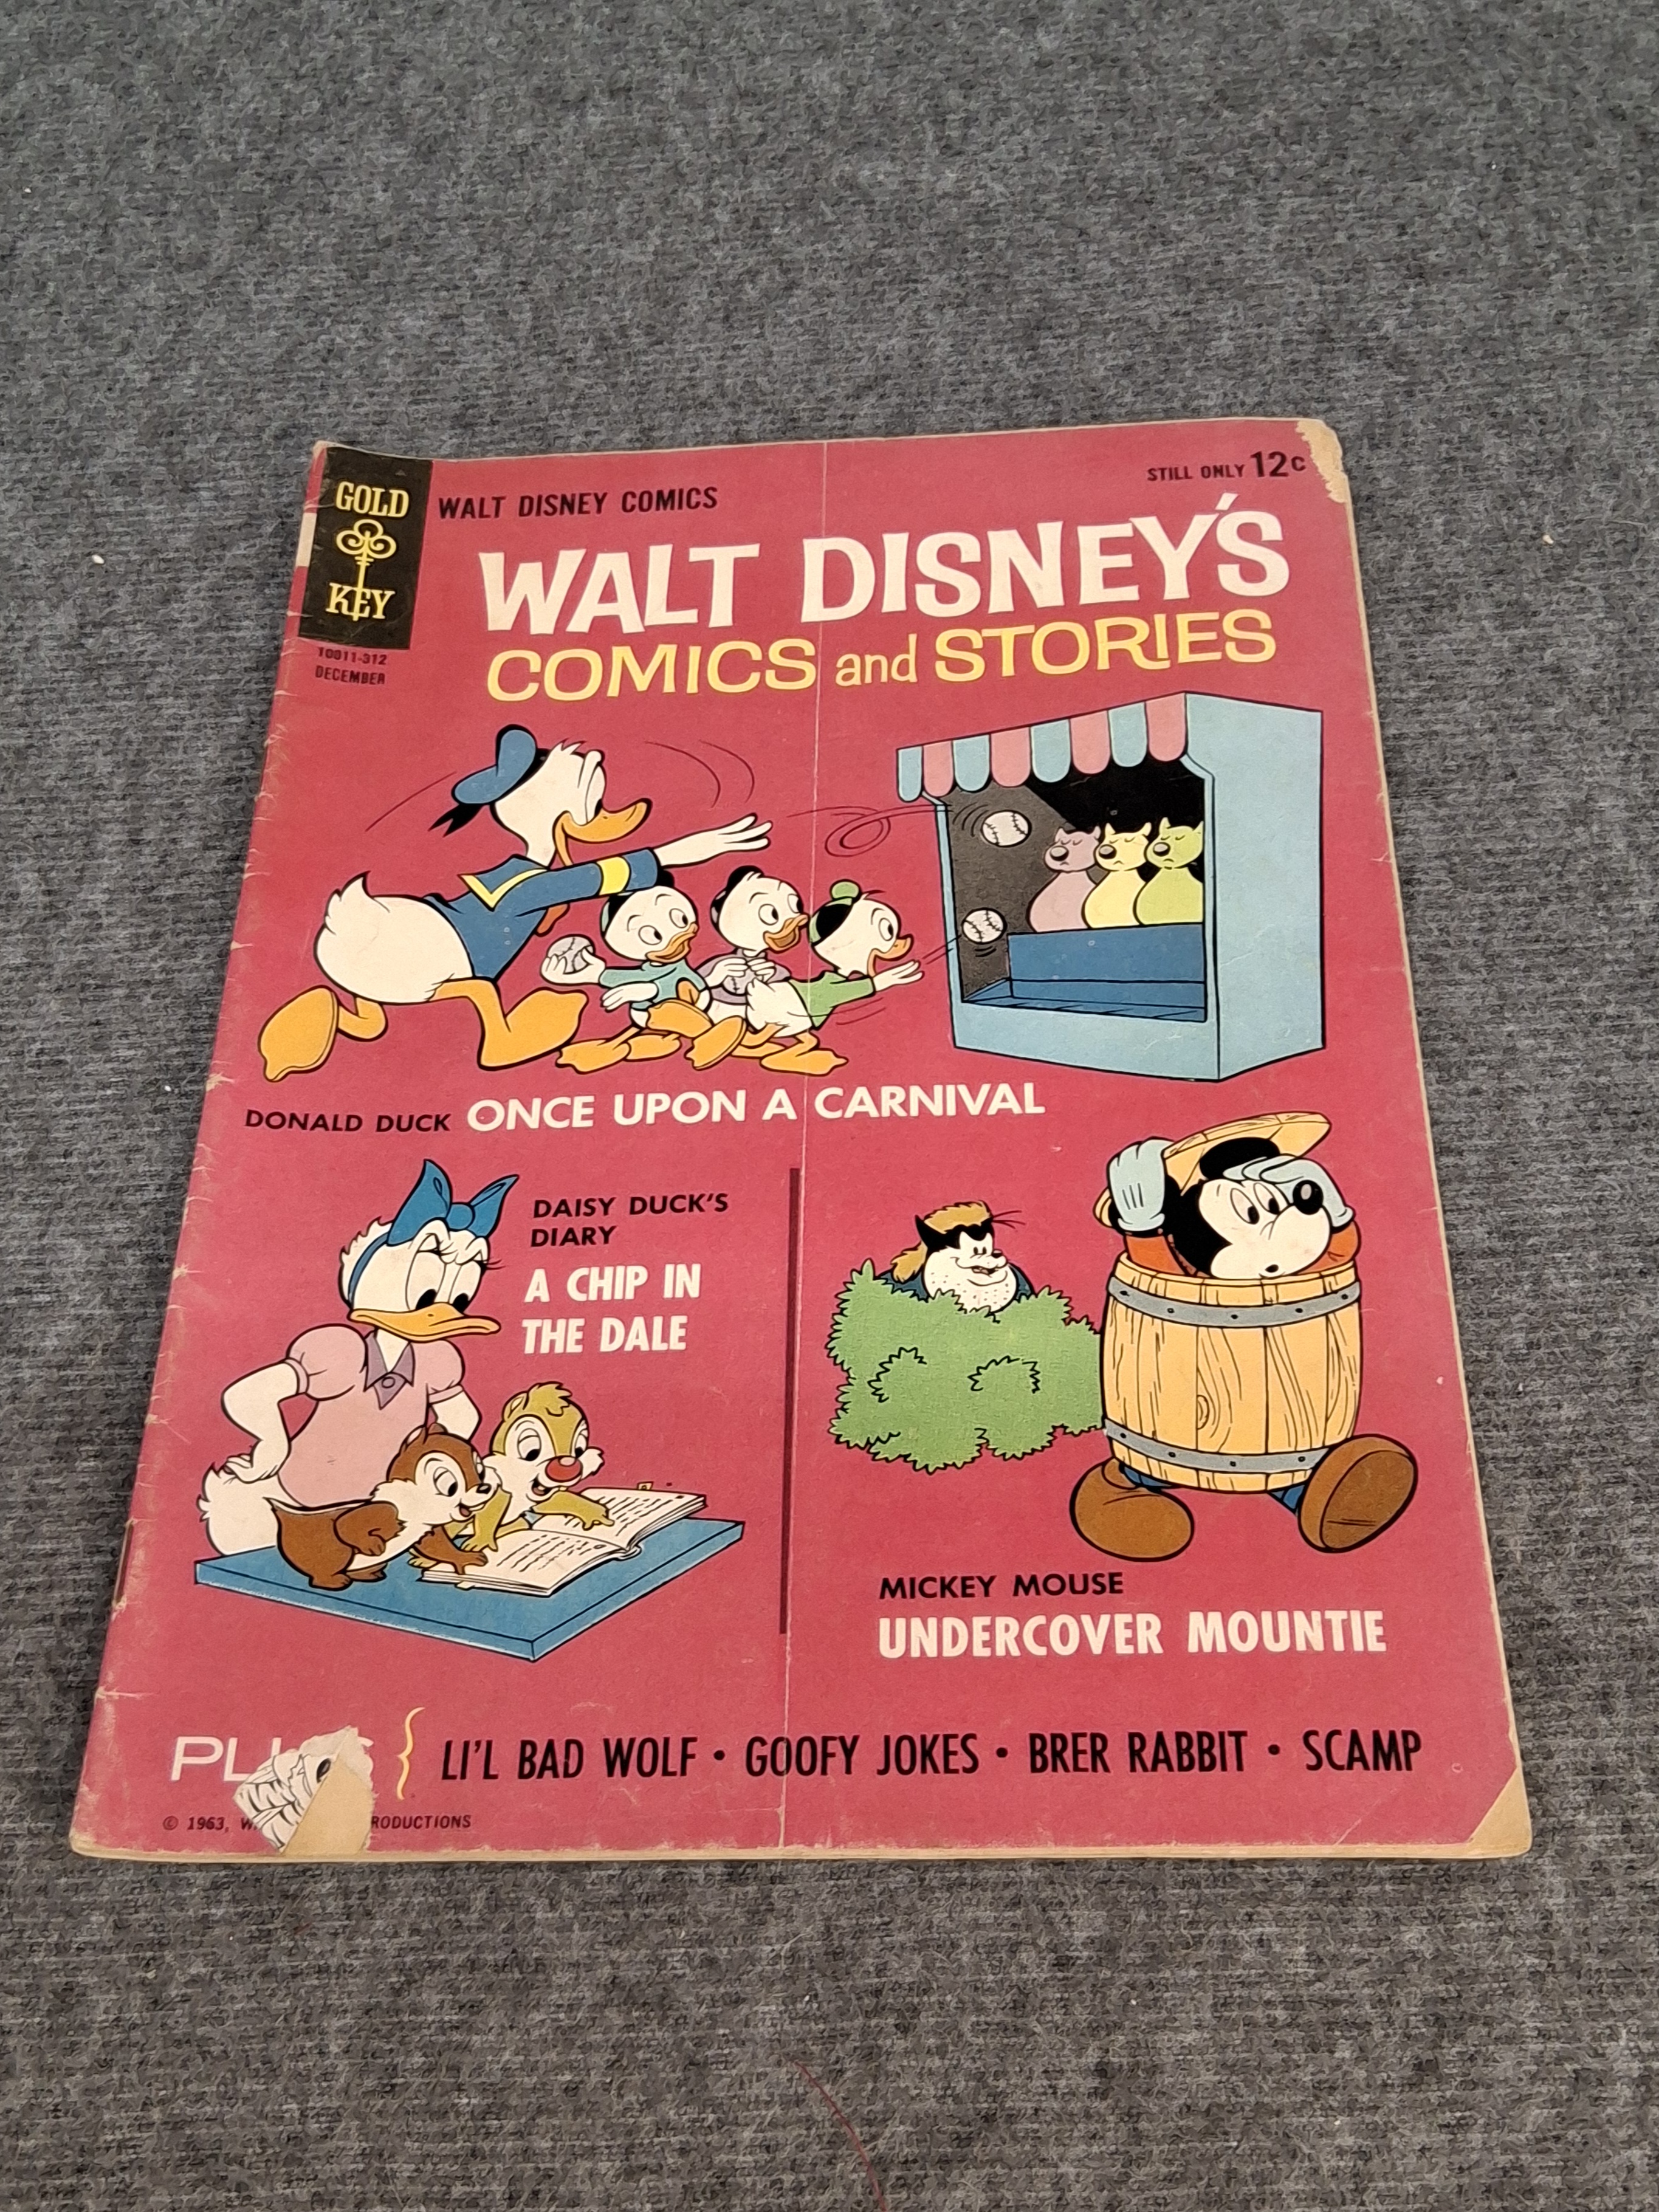 GOLD
KEY
WALT DISNEY COMICS
STILL ONLY 12c
10011-312
DECEMBER
WALT DISNEY'S
COMICS and STORIES
DONALD DUCK ONCE UPON A CARNIVAL
DAISY DUCK'S
DIARY
A CHIP IN
THE DALE
MICKEY MOUSE
UNDERCOVER MOUNTIE
LI'L BAD WOLF • GOOFY JOKES • BRER RABBIT • SCAMP
© 1963,